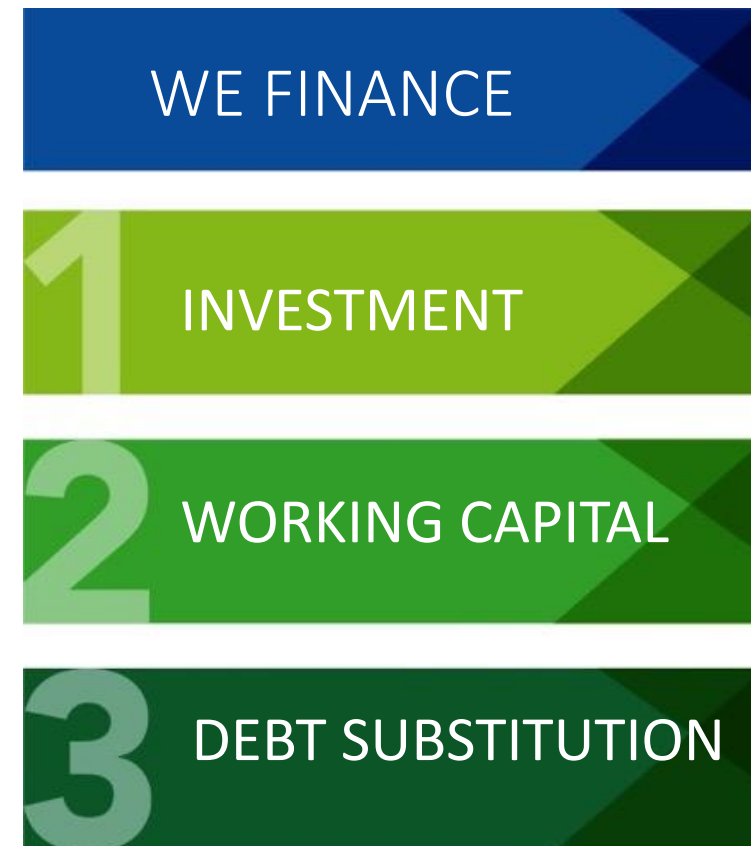 WE FINANCE
1
INVESTMENT
2
WORKING CAPITAL
3
DEBT SUBSTITUTION